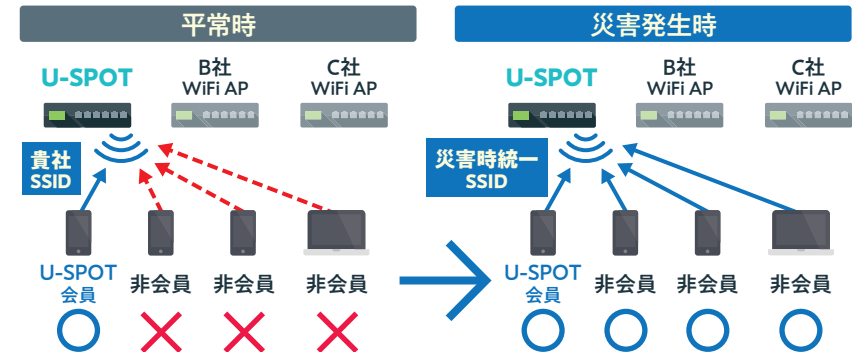 平常時
U-SPOT
B社
WiFi AP
C社
WiFi AP
貴社
SSID
U-SPOT
会員
非会員
非会員
非会員
災害発生時
U-SPOT
B社
WiFi AP
C社
WiFi AP
災害時統一
SSID
U-SPOT
会員
非会員
非会員
非会員